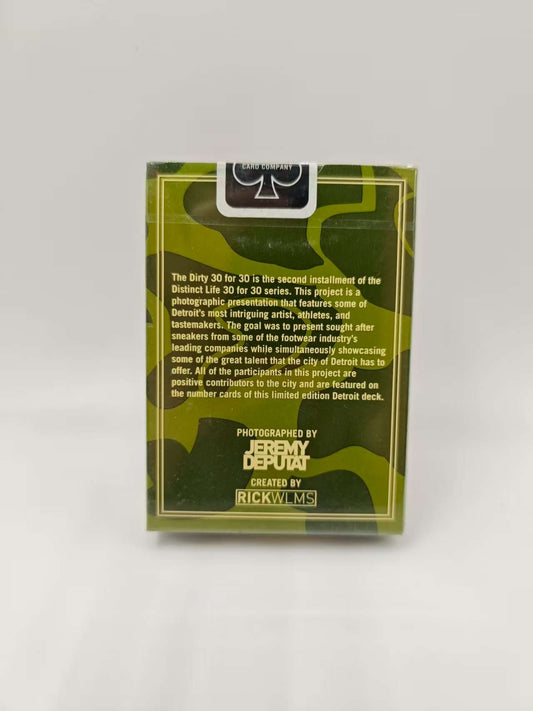 CARD COMPANY
The Dirty 30 for 30 is the second installment of the
Distinct Life 30 for 30 series. This project is a
photographic presentation that features some of
Detroit's most intriguing artist, athletes, and
tastemakers. The goal was to present sought after
sneakers from some of the footwear industry's
leading companies while simultaneously showcasing
some of the great talent that the city of Detroit has to
offer. All of the participants in this project are
positive contributors to the city and are featured on
the number cards of this limited edition Detroit deck.
PHOTOGRAPHED BY
JEREMY
DEPUTAT
CREATED BY
RICKWLMS